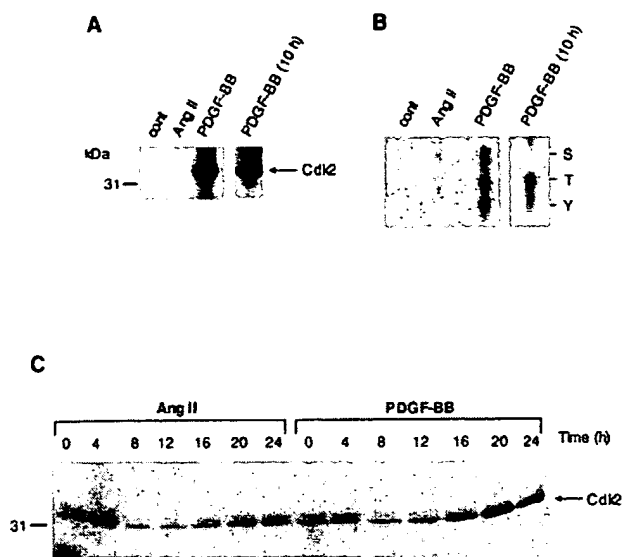 A
cont
Ang II
PDGF-BB
PDGF-BB (10 h)
kDa
31
Cdk2
B
cont
Ang II
PDGF-BB
PDGF-BB (10 h)
S
T
Y
C
Ang II PDGF-BB
0 4 8 12 16 20 24 0 4 8 12 16 20 24 Time (h)
31
Cdk2